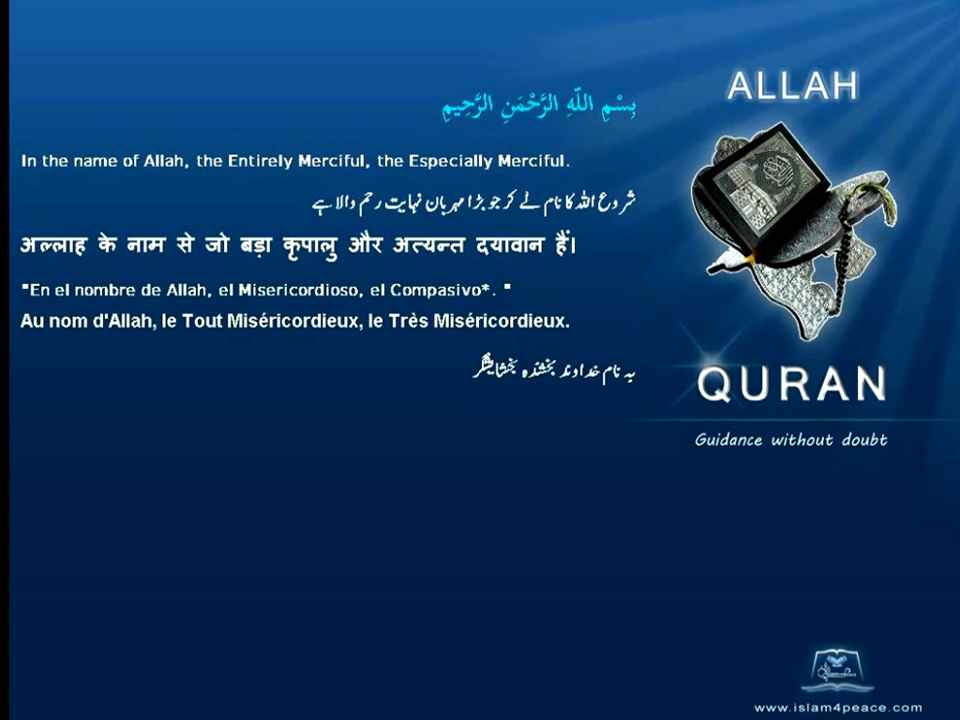 بِسْمِ اللّهِ الرَّحْمَنِ الرَّحِيمِ
In the name of Allah, the Entirely Merciful, the Especially Merciful.
شروع الله کا نام لے کر جو بڑا مہربان نہایت رحم والا ہے
अल्लाह के नाम से जो बड़ा कृपालु और अत्यन्त दयावान हैं।
"En el nombre de Allah, el Misericordioso, el Compasivo*. "
Au nom d'Allah, le Tout Miséricordieux, le Très Miséricordieux.
به نام خداوند بخشنده بخشایشگر
ALLAH
QURAN
Guidance without doubt
www.islam4peace.com